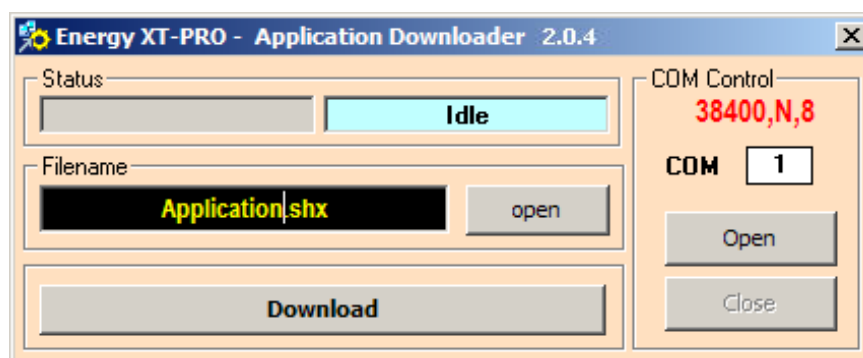 Energy XT-PRO - Application Downloader 2.0.4
Status
Idle
Filename
Application.shx
open
Download
COM Control
38400,N,8
COM 1
Open
Close